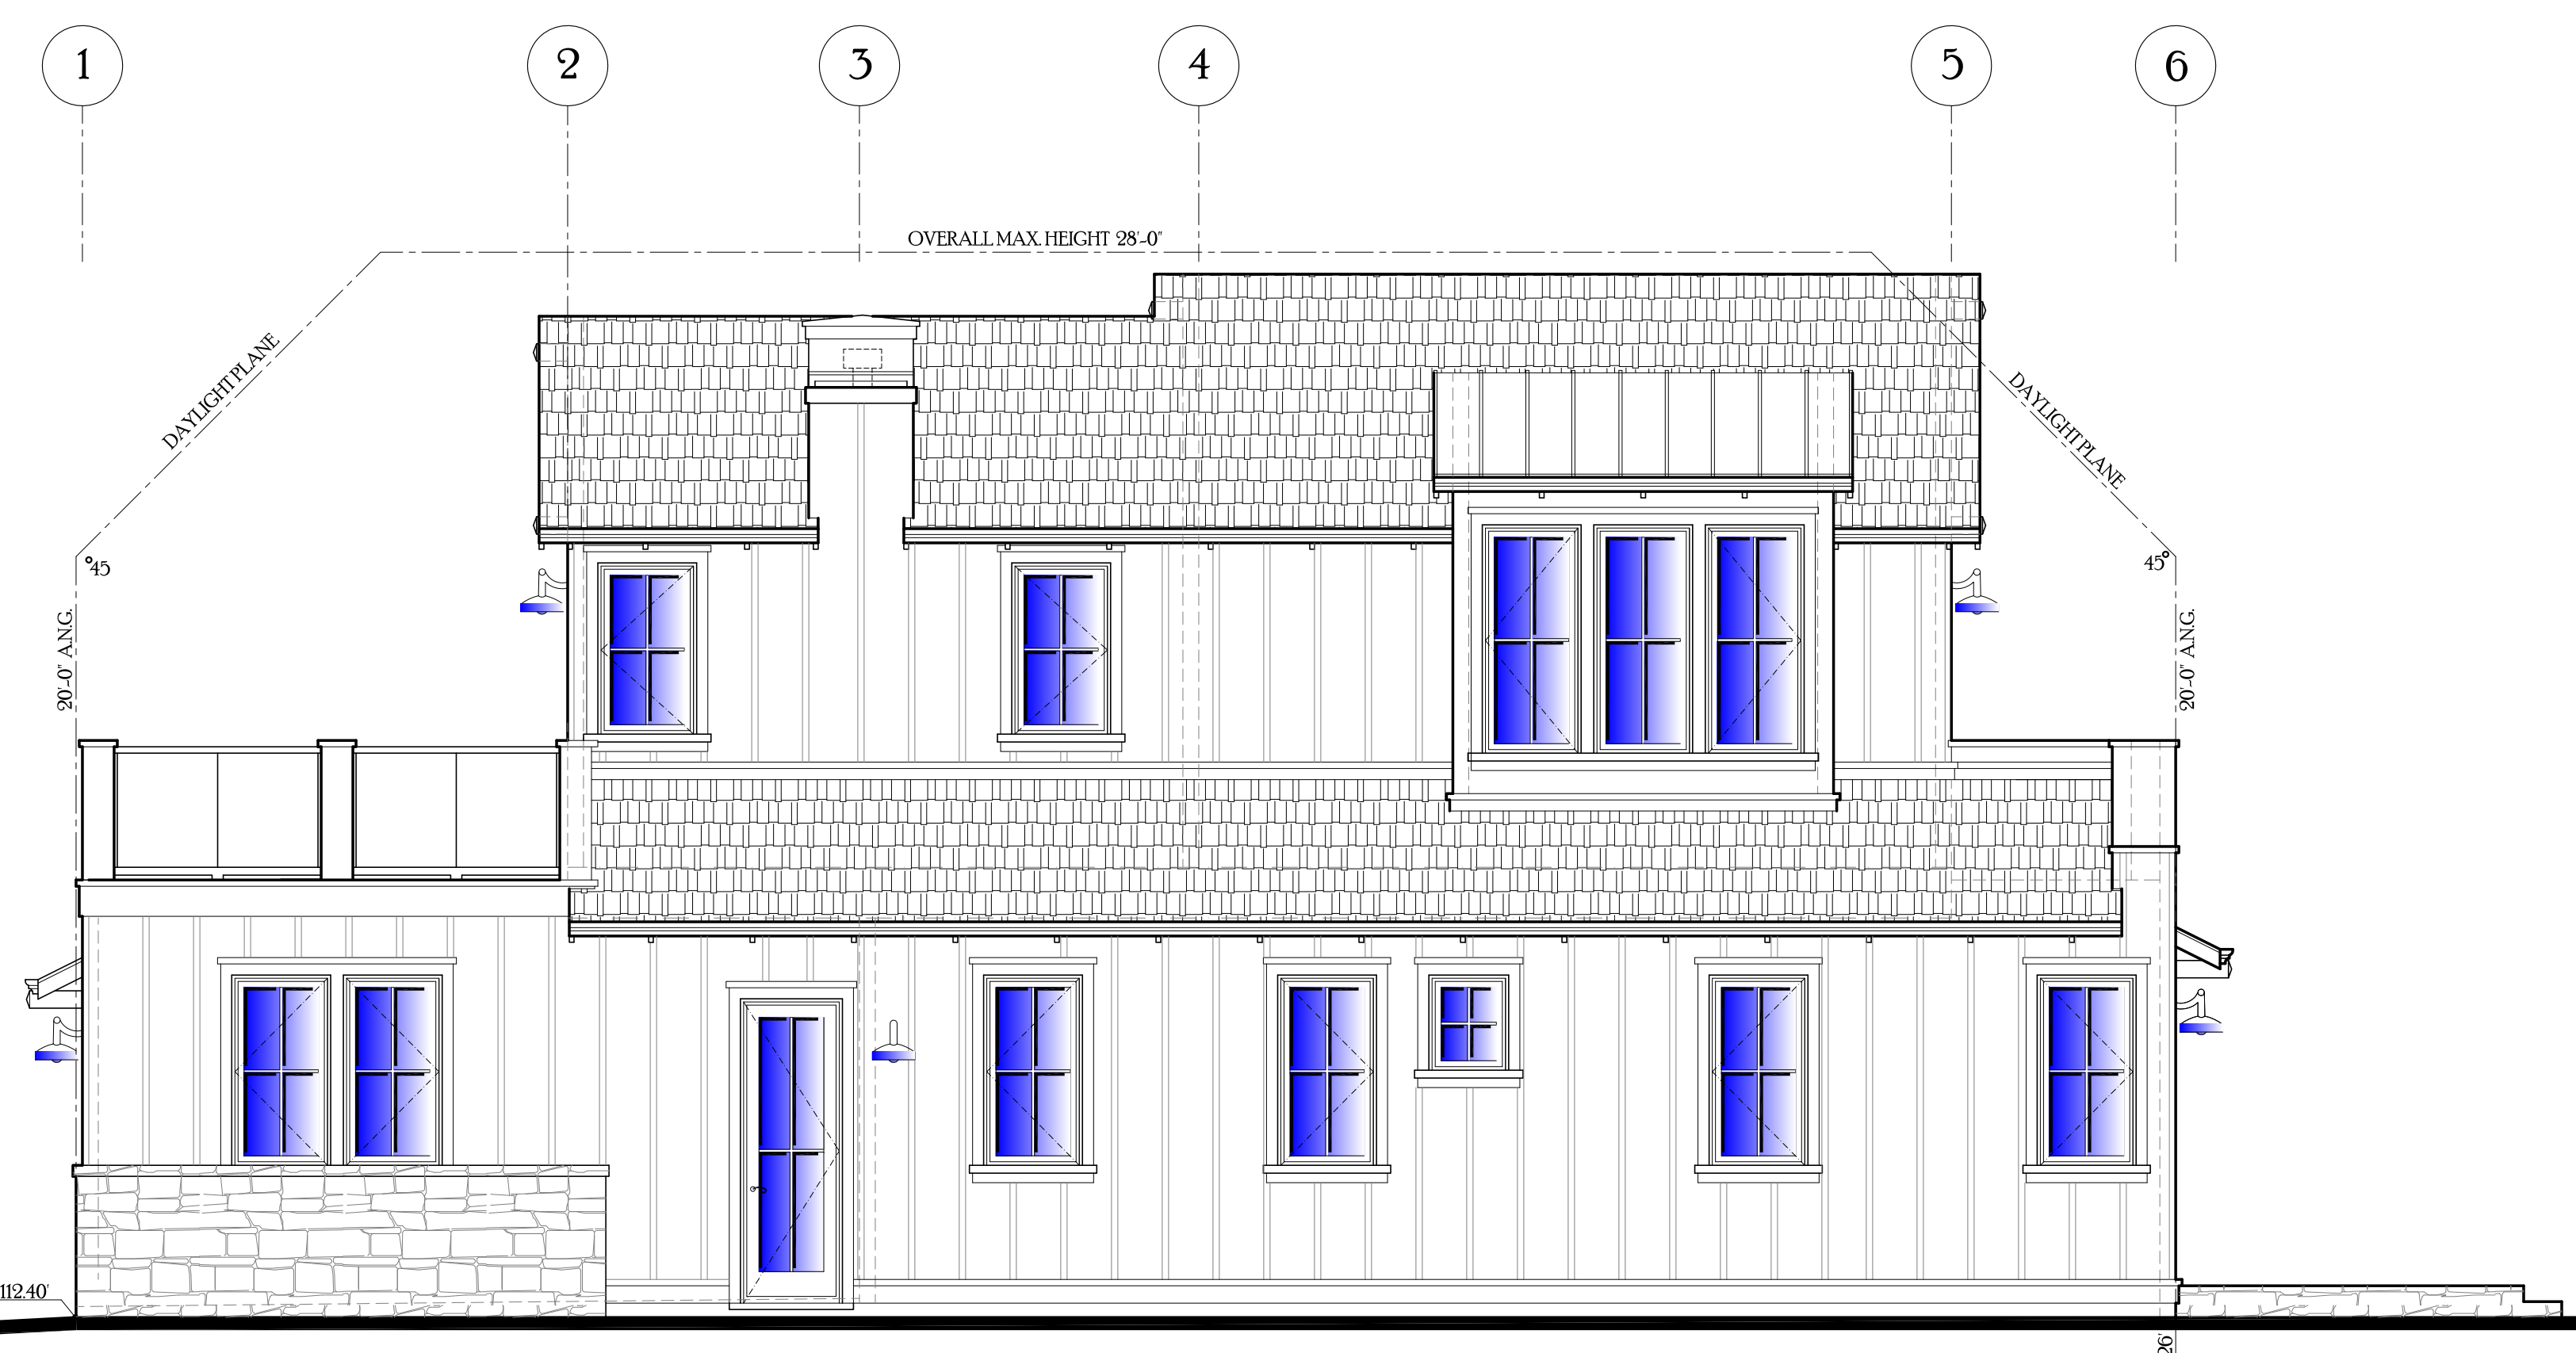 1 2 3 4 5 6
OVERALL MAX. HEIGHT 28'-0"
DAYLIGHT PLANE
DAYLIGHT PLANE
°45
45°
20'-0" A.N.G.
20'-0" A.N.G.
112.40'